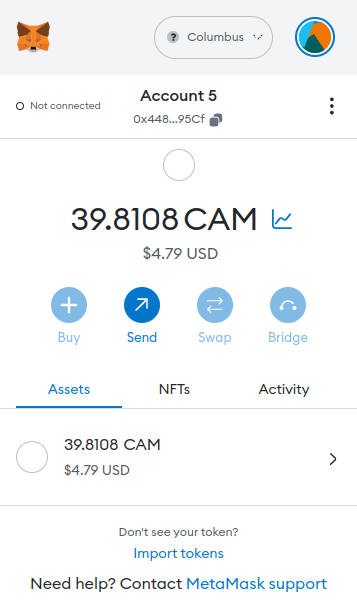 ? Columbus
Not connected
Account 5
0x448...95Cf
39.8108 CAM
$4.79 USD
Buy Send Swap Bridge
Assets NFTs Activity
39.8108 CAM
$4.79 USD
Don't see your token?
Import tokens
Need help? Contact MetaMask support